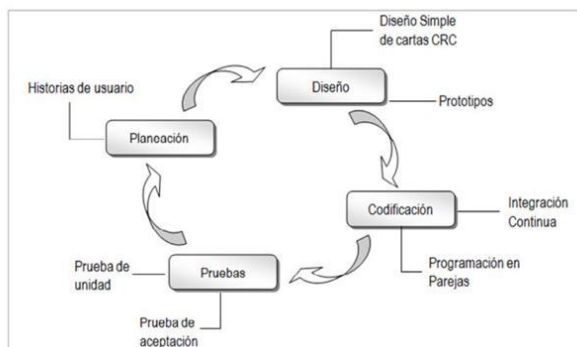 Diseño Simple
de cartas CRC
Historias de usuario
Diseño
Prototipos
Planeación
Codificación
Integración
Continua
Prueba de
unidad
Pruebas
Programación en
Parejas
Prueba de
aceptación